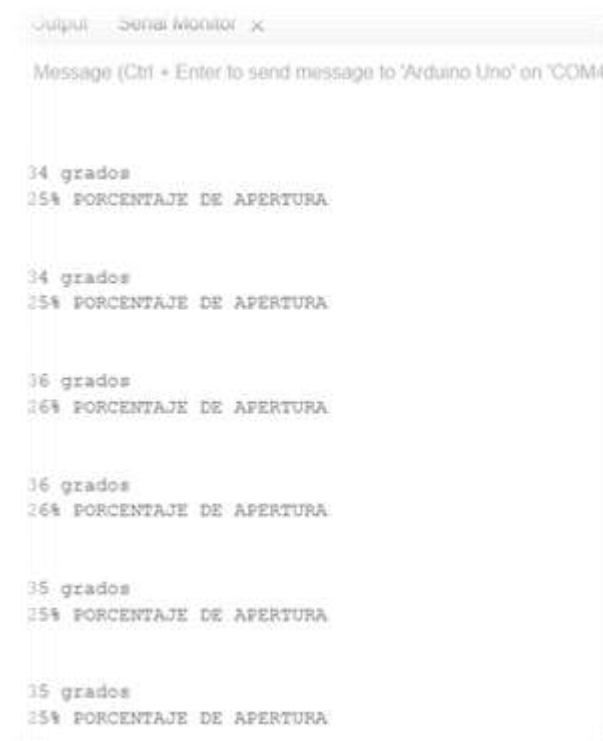 Output Serial Monitor ×
Message (Ctrl + Enter to send message to 'Arduino Uno' on 'COM4
34 grados
25% PORCENTAJE DE APERTURA
34 grados
25% PORCENTAJE DE APERTURA
36 grados
26% PORCENTAJE DE APERTURA
36 grados
26% PORCENTAJE DE APERTURA
35 grados
25% PORCENTAJE DE APERTURA
35 grados
25% PORCENTAJE DE APERTURA